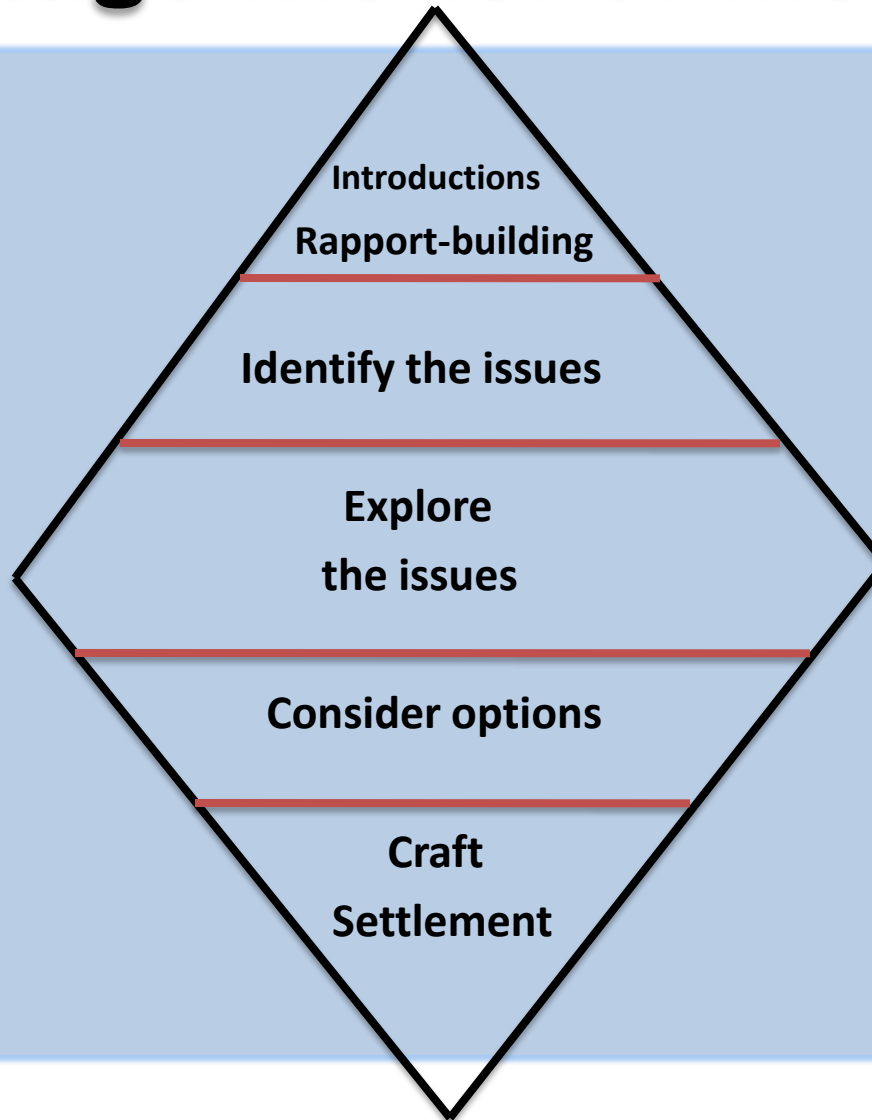 Introductions
Rapport-building
Identify the issues
Explore
the issues
Consider options
Craft
Settlement